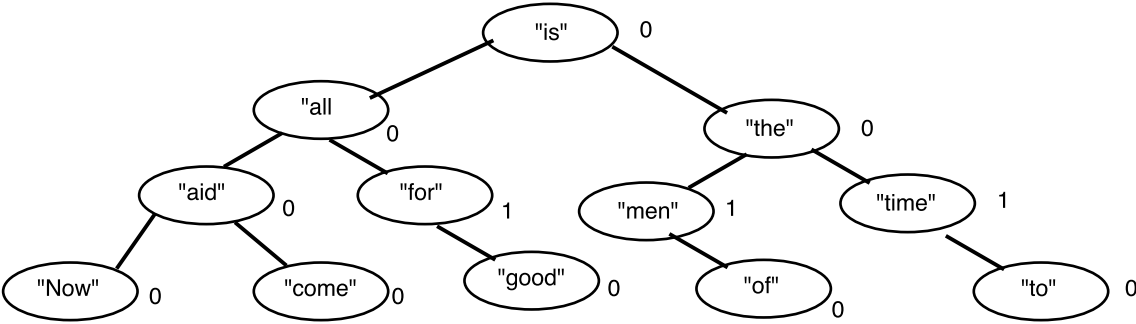 "is" 0
"all 0
"the" 0
"aid" 0
"for" 1
"men" 1
"time" 1
"Now" 0
"come" 0
"good" 0
"of" 0
"to" 0